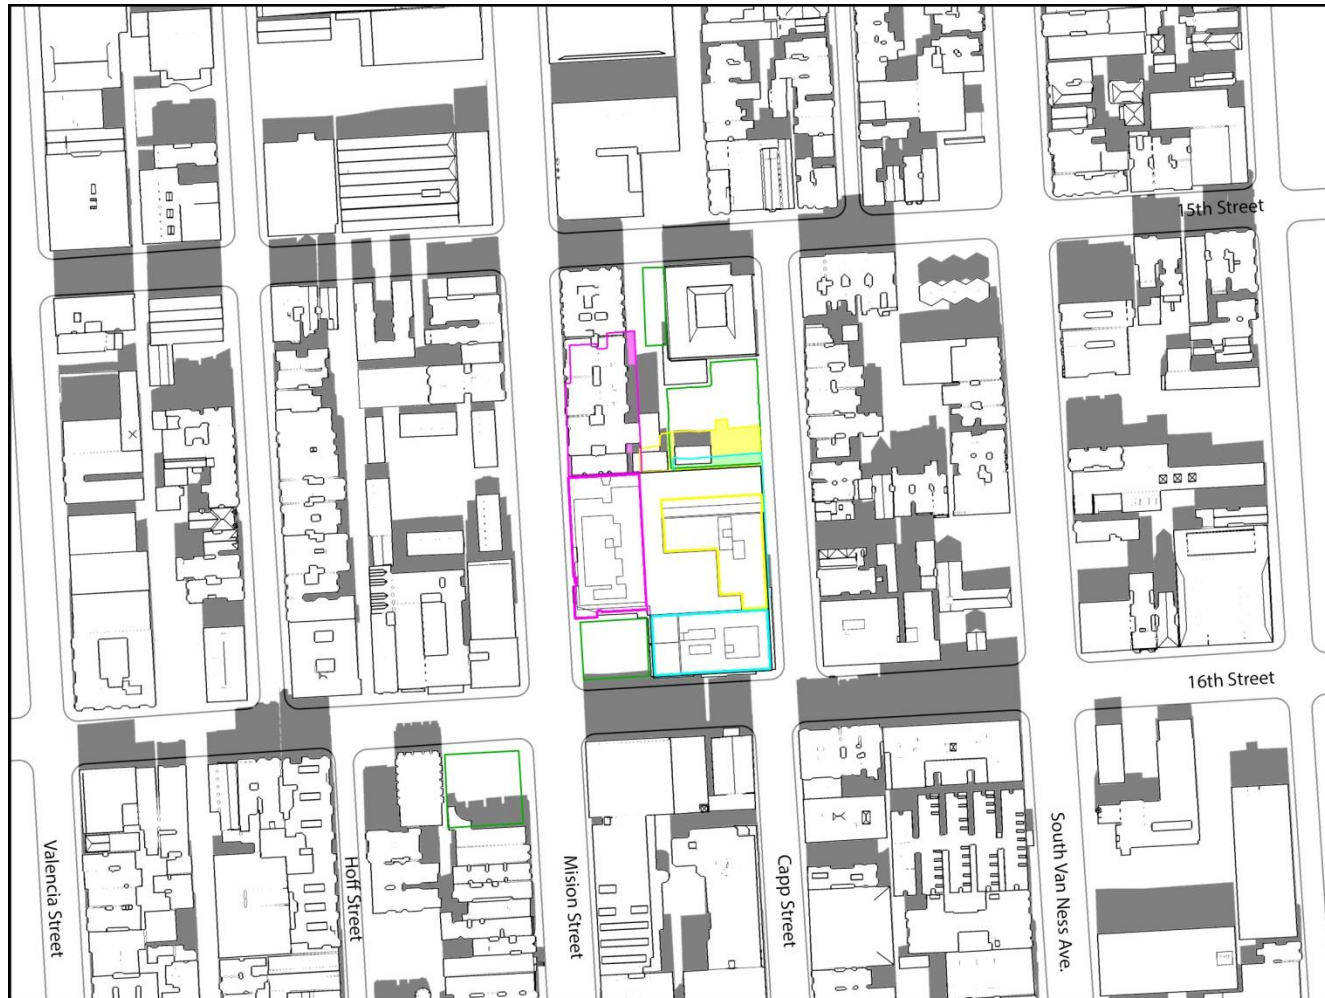 15th Street
16th Street
Valencia Street
Hoff Street
Mision Street
Capp Street
South Van Ness Ave.